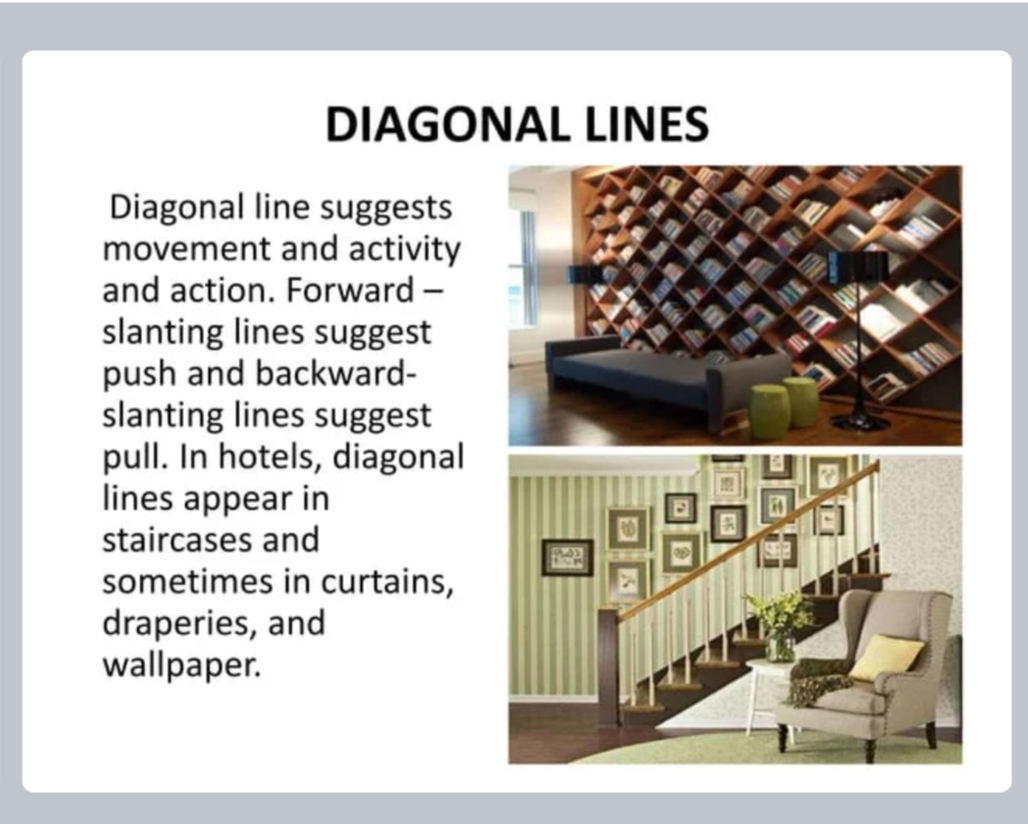 DIAGONAL LINES
Diagonal line suggests
movement and activity
and action. Forward –
slanting lines suggest
push and backward-
slanting lines suggest
pull. In hotels, diagonal
lines appear in
staircases and
sometimes in curtains,
draperies, and
wallpaper.